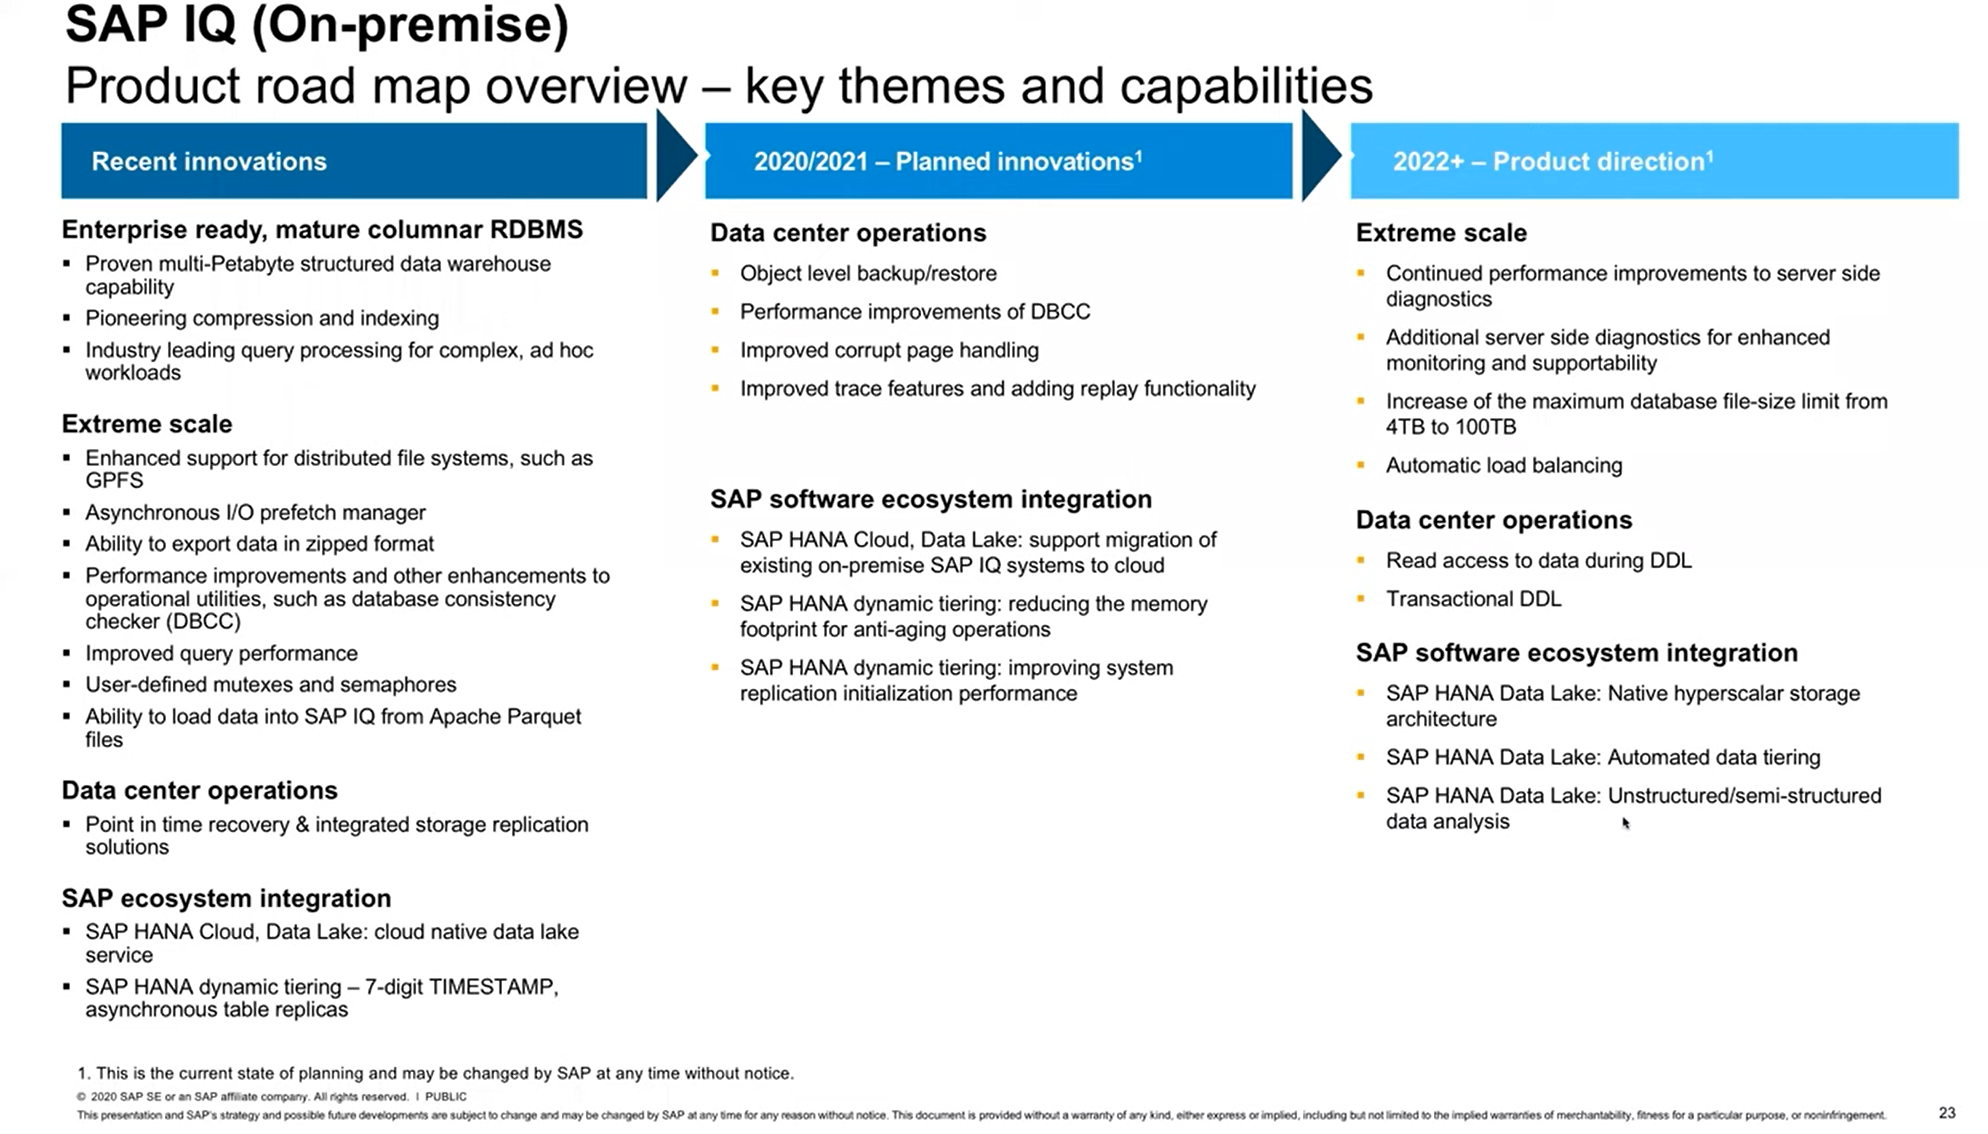 SAP IQ (On-premise)
Product road map overview – key themes and capabilities
Recent innovations
Enterprise ready, mature columnar RDBMS
▪ Proven multi-Petabyte structured data warehouse
capability
▪ Pioneering compression and indexing
▪ Industry leading query processing for complex, ad hoc
workloads
Extreme scale
▪ Enhanced support for distributed file systems, such as
GPFS
▪ Asynchronous I/O prefetch manager
▪ Ability to export data in zipped format
▪ Performance improvements and other enhancements to
operational utilities, such as database consistency
checker (DBCC)
▪ Improved query performance
▪ User-defined mutexes and semaphores
▪ Ability to load data into SAP IQ from Apache Parquet
files
Data center operations
▪ Point in time recovery & integrated storage replication
solutions
SAP ecosystem integration
▪ SAP HANA Cloud, Data Lake: cloud native data lake
service
▪ SAP HANA dynamic tiering – 7-digit TIMESTAMP,
asynchronous table replicas
2020/2021 – Planned innovations¹
Data center operations
▪ Object level backup/restore
▪ Performance improvements of DBCC
▪ Improved corrupt page handling
▪ Improved trace features and adding replay functionality
SAP software ecosystem integration
▪ SAP HANA Cloud, Data Lake: support migration of
existing on-premise SAP IQ systems to cloud
▪ SAP HANA dynamic tiering: reducing the memory
footprint for anti-aging operations
▪ SAP HANA dynamic tiering: improving system
replication initialization performance
2022+ – Product direction¹
Extreme scale
▪ Continued performance improvements to server side
diagnostics
▪ Additional server side diagnostics for enhanced
monitoring and supportability
▪ Increase of the maximum database file-size limit from
4TB to 100TB
▪ Automatic load balancing
Data center operations
▪ Read access to data during DDL
▪ Transactional DDL
SAP software ecosystem integration
▪ SAP HANA Data Lake: Native hyperscalar storage
architecture
▪ SAP HANA Data Lake: Automated data tiering
▪ SAP HANA Data Lake: Unstructured/semi-structured
data analysis
1. This is the current state of planning and may be changed by SAP at any time without notice.
© 2020 SAP SE or an SAP affiliate company. All rights reserved. I PUBLIC
This presentation and SAP's strategy and possible future developments are subject to change and may be changed by SAP at any time for any reason without notice. This document is provided without a warranty of any kind, either express or implied, including but not limited to the implied warranties of merchantability, fitness for a particular purpose, or noninfringement.
23